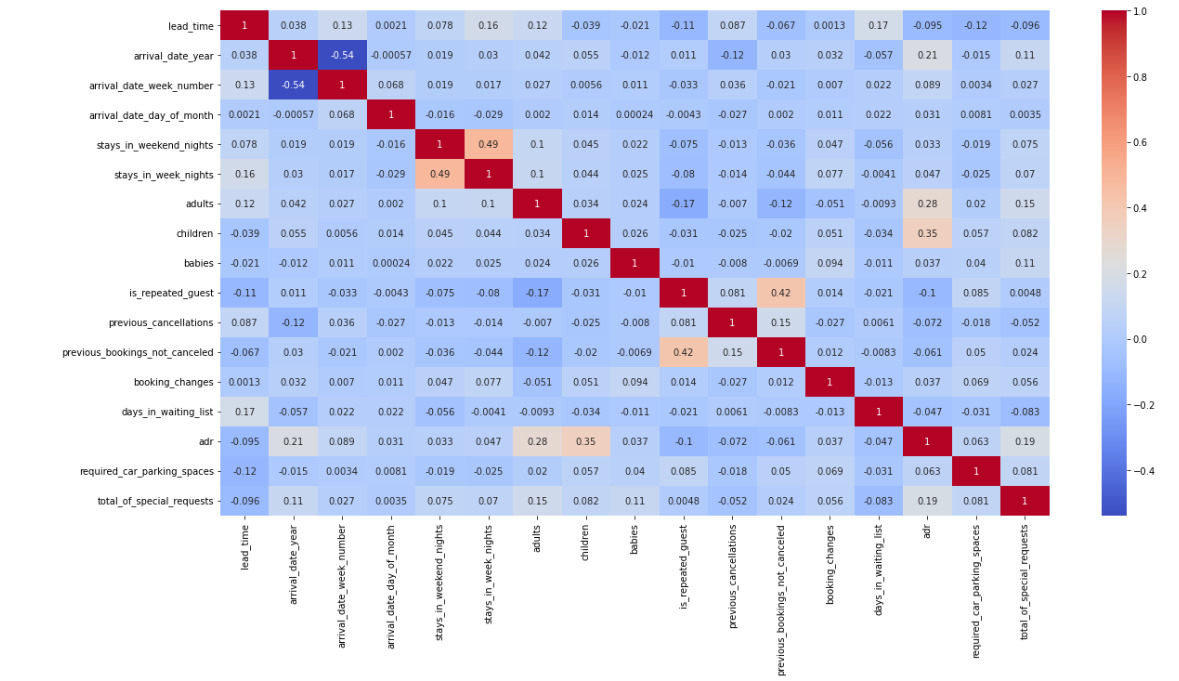 lead_time 1 0.038 0.13 0.0021 0.078 0.16 0.12 -0.039 -0.021 -0.11 0.087 -0.067 0.0013 0.17 -0.095 -0.12 -0.096
arrival_date_year 0.038 1 -0.54 -0.00057 0.019 0.03 0.042 0.055 -0.012 0.011 -0.12 0.03 0.032 -0.057 0.21 -0.015 0.11
arrival_date_week_number 0.13 -0.54 1 0.068 0.019 0.017 0.027 0.0056 0.011 -0.033 0.036 -0.021 0.007 0.022 0.089 0.0034 0.027
arrival_date_day_of_month 0.0021 -0.00057 0.068 1 -0.016 -0.029 0.002 0.014 0.00024 -0.0043 -0.027 0.002 0.011 0.022 0.031 0.0081 0.0035
stays_in_weekend_nights 0.078 0.019 0.019 -0.016 1 0.49 0.1 0.045 0.022 -0.075 -0.013 -0.036 0.047 -0.056 0.033 -0.019 0.075
stays_in_week_nights 0.16 0.03 0.017 -0.029 0.49 1 0.1 0.044 0.025 -0.08 -0.014 -0.044 0.077 -0.0041 0.047 -0.025 0.07
adults 0.12 0.042 0.027 0.002 0.1 0.1 1 0.034 0.024 -0.17 -0.007 -0.12 -0.051 -0.0093 0.28 0.02 0.15
children -0.039 0.055 0.0056 0.014 0.045 0.044 0.034 1 0.026 -0.031 -0.025 -0.02 0.051 -0.034 0.35 0.057 0.082
babies -0.021 -0.012 0.011 0.00024 0.022 0.025 0.024 0.026 1 -0.01 -0.008 -0.0069 0.094 -0.011 0.037 0.04 0.11
is_repeated_guest -0.11 0.011 -0.033 -0.0043 -0.075 -0.08 -0.17 -0.031 -0.01 1 0.081 0.42 0.014 -0.021 -0.1 0.085 0.0048
previous_cancellations 0.087 -0.12 0.036 -0.027 -0.013 -0.014 -0.007 -0.025 -0.008 0.081 1 0.15 -0.027 0.0061 -0.072 -0.018 -0.052
previous_bookings_not_canceled -0.067 0.03 -0.021 0.002 -0.036 -0.044 -0.12 -0.02 -0.0069 0.42 0.15 1 0.012 -0.0083 -0.061 0.05 0.024
booking_changes 0.0013 0.032 0.007 0.011 0.047 0.077 -0.051 0.051 0.094 0.014 -0.027 0.012 1 -0.013 0.037 0.069 0.056
days_in_waiting_list 0.17 -0.057 0.022 0.022 -0.056 -0.0041 -0.0093 -0.034 -0.011 -0.021 0.0061 -0.0083 -0.013 1 -0.047 -0.031 -0.083
adr -0.095 0.21 0.089 0.031 0.033 0.047 0.28 0.35 0.037 -0.1 -0.072 -0.061 0.037 -0.047 1 0.063 0.19
required_car_parking_spaces -0.12 -0.015 0.0034 0.0081 -0.019 -0.025 0.02 0.057 0.04 0.085 -0.018 0.05 0.069 -0.031 0.063 1 0.081
total_of_special_requests -0.096 0.11 0.027 0.0035 0.075 0.07 0.15 0.082 0.11 0.0048 -0.052 0.024 0.056 -0.083 0.19 0.081 1
lead_time
arrival_date_year
arrival_date_week_number
arrival_date_day_of_month
stays_in_weekend_nights
stays_in_week_nights
adults
children
babies
is_repeated_guest
previous_cancellations
previous_bookings_not_canceled
booking_changes
days_in_waiting_list
adr
required_car_parking_spaces
total_of_special_requests
1.0
0.8
0.6
0.4
0.2
0.0
−0.2
−0.4